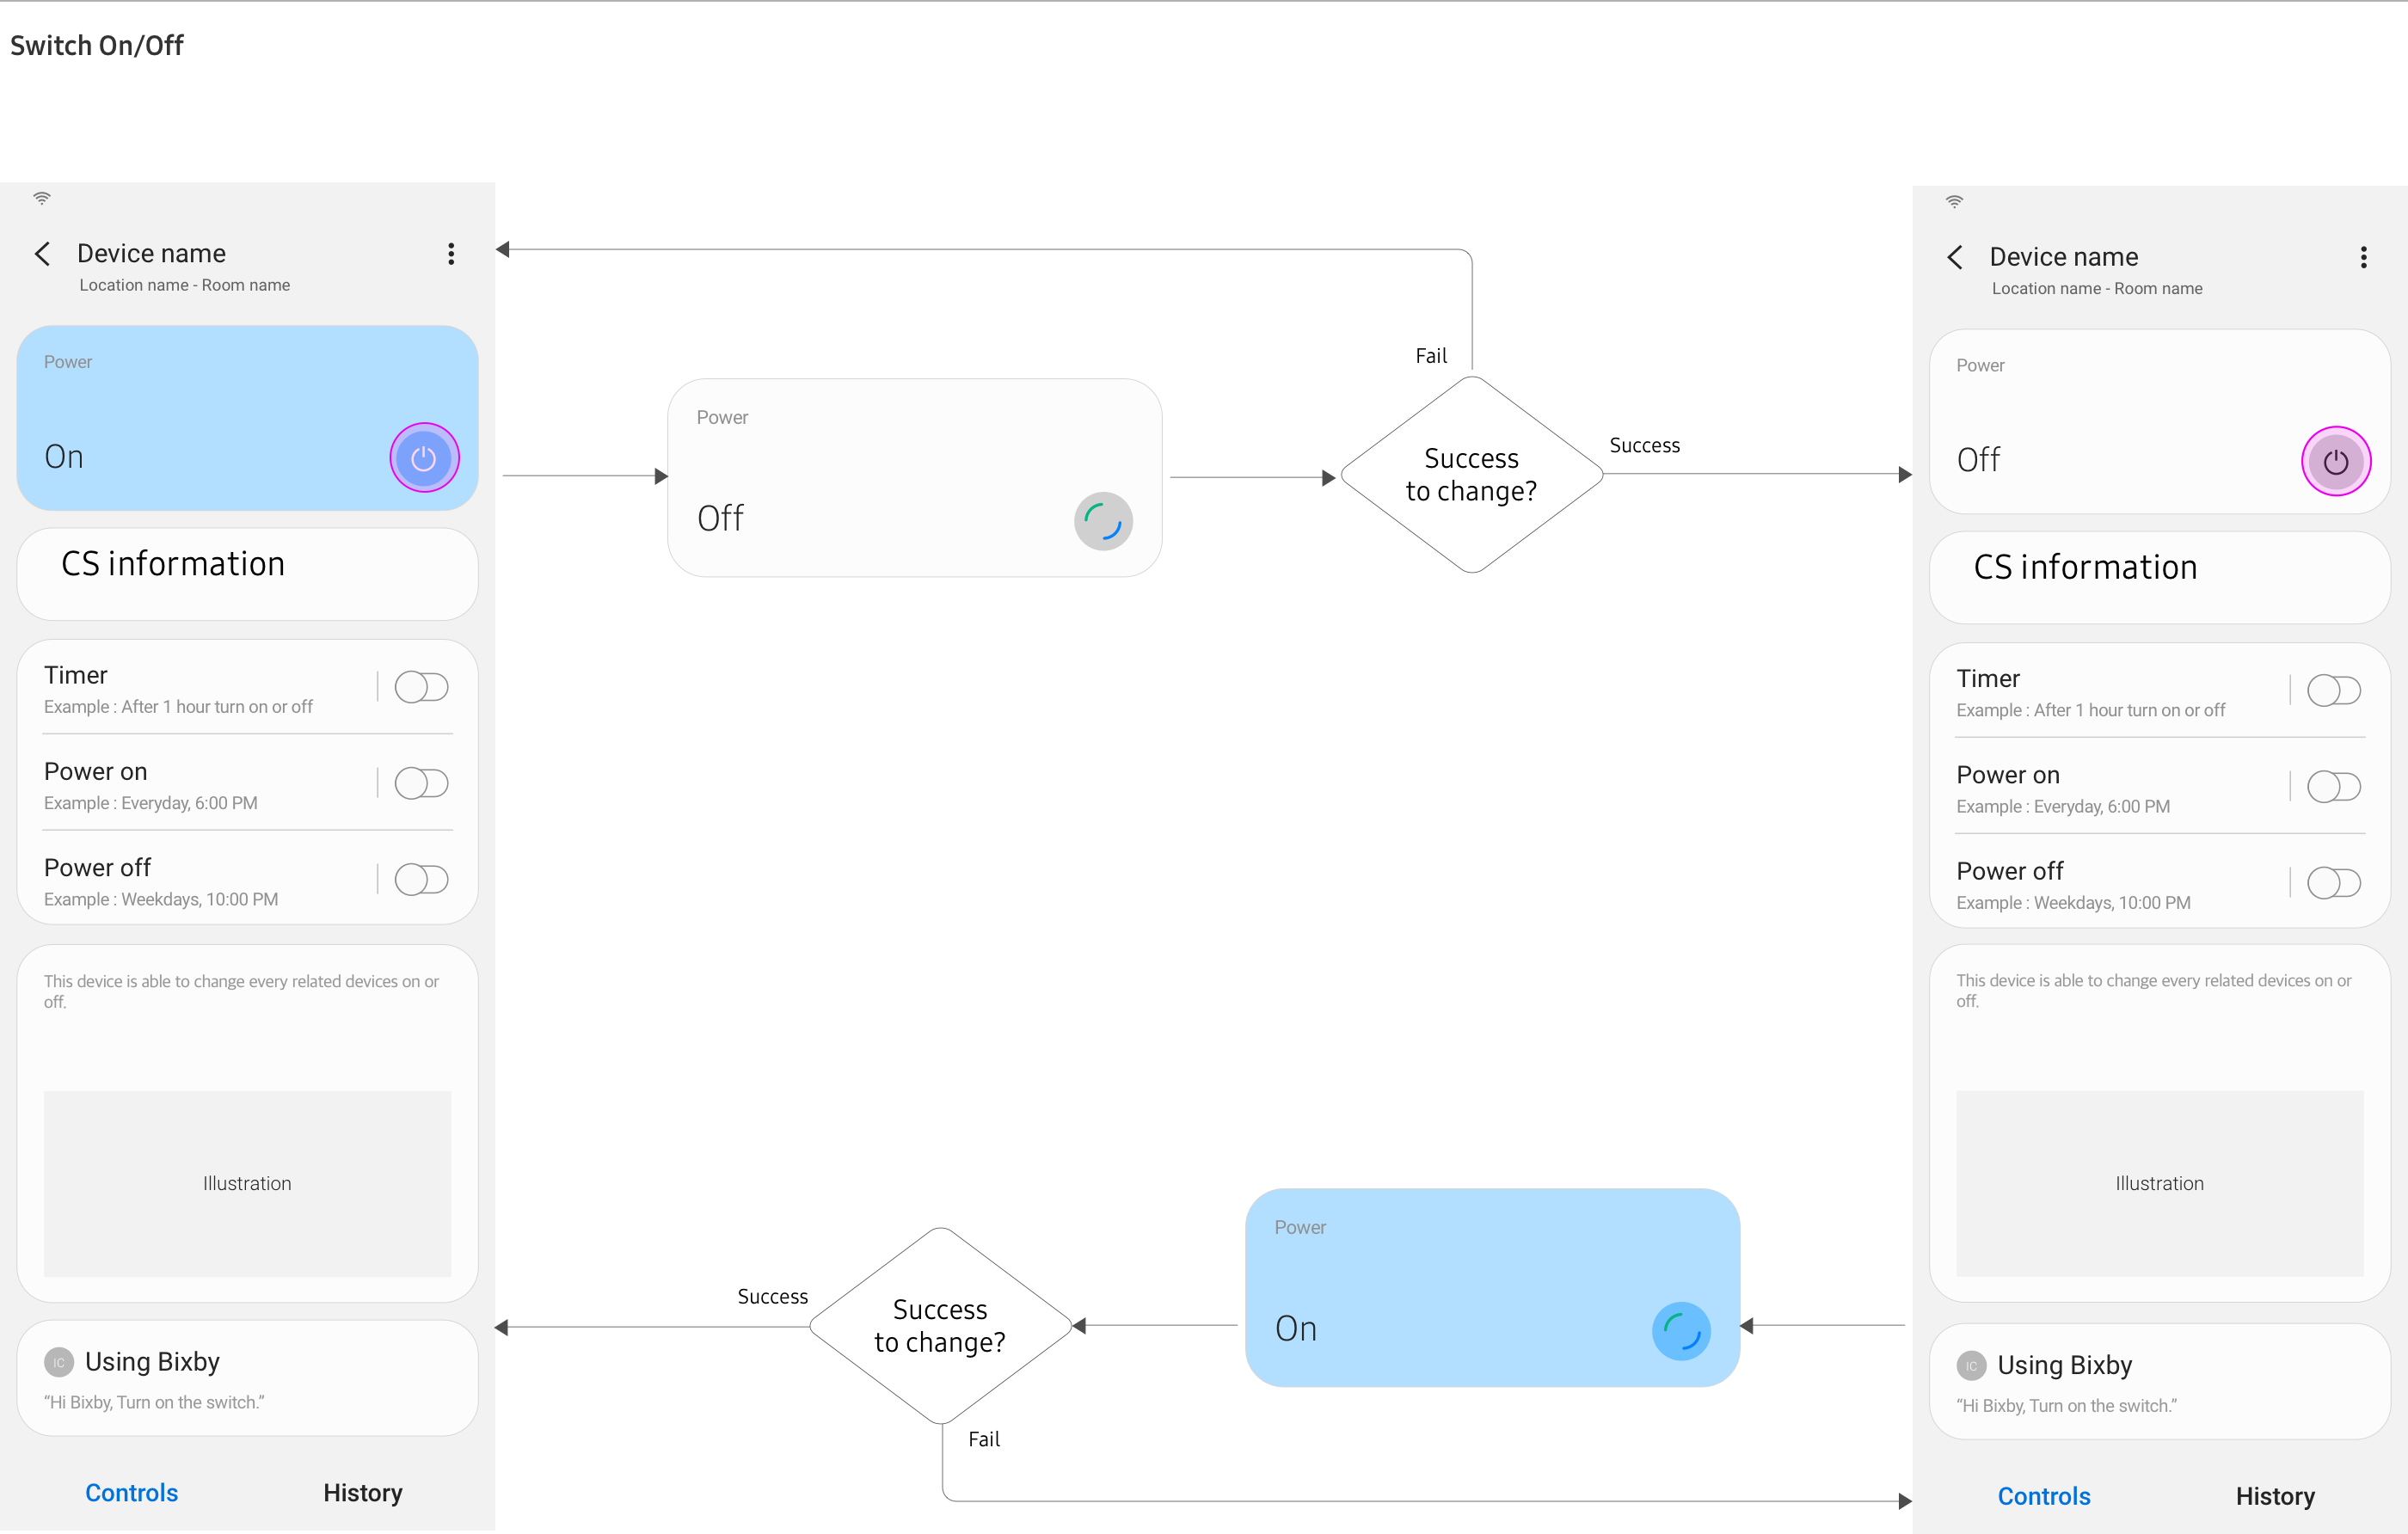 Switch On/Off
Device name
Location name - Room name
Power
On
CS information
Timer
Example : After 1 hour turn on or off
Power on
Example : Everyday, 6:00 PM
Power off
Example : Weekdays, 10:00 PM
This device is able to change every related devices on or
off.
Illustration
IC Using Bixby
“Hi Bixby, Turn on the switch.”
Controls History
Power
Off
Fail
Success
to change?
Success
Power
On
Success
to change?
Success
Fail
Device name
Location name - Room name
Power
Off
CS information
Timer
Example : After 1 hour turn on or off
Power on
Example : Everyday, 6:00 PM
Power off
Example : Weekdays, 10:00 PM
This device is able to change every related devices on or
off.
Illustration
IC Using Bixby
“Hi Bixby, Turn on the switch.”
Controls History